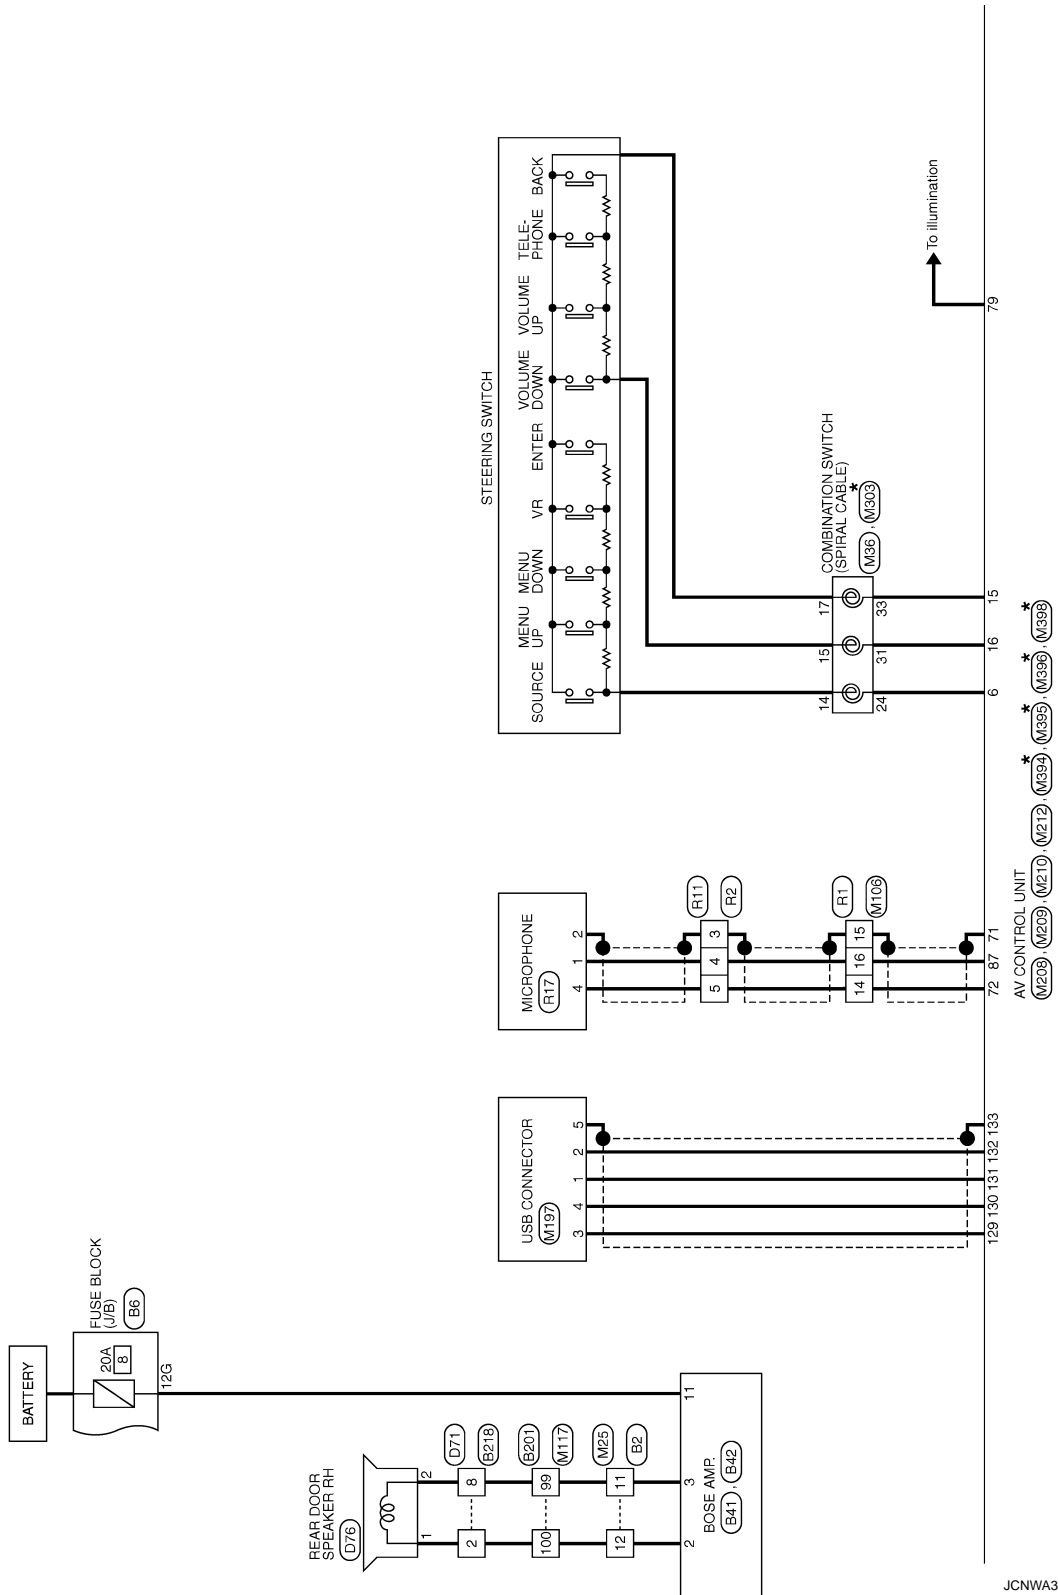 BATTERY
FUSE BLOCK
(J/B)
B6
20A
8
12G
REAR DOOR
SPEAKER RH
D76
1
2
2
8
D71
B218
100
99
B201
M117
12
11
M25
B2
2
3
11
BOSE AMP.
B41 , B42
USB CONNECTOR
M197
3
4
1
2
5
129
130
131
132
133
MICROPHONE
R17
4
1
2
5
4
3
R11
R2
14
16
15
R1
M106
72
87
71
STEERING SWITCH
SOURCE
MENU
UP
MENU
DOWN
VR
ENTER
VOLUME
DOWN
VOLUME
UP
TELE-
PHONE
BACK
COMBINATION SWITCH
(SPIRAL CABLE)
M36 , M303 *
14
15
17
24
31
33
6
16
15
To illumination
79
AV CONTROL UNIT
M208 , M209 , M210 , M212 , M394 * , M395 * , M396 * , M398 *
JCNWA3